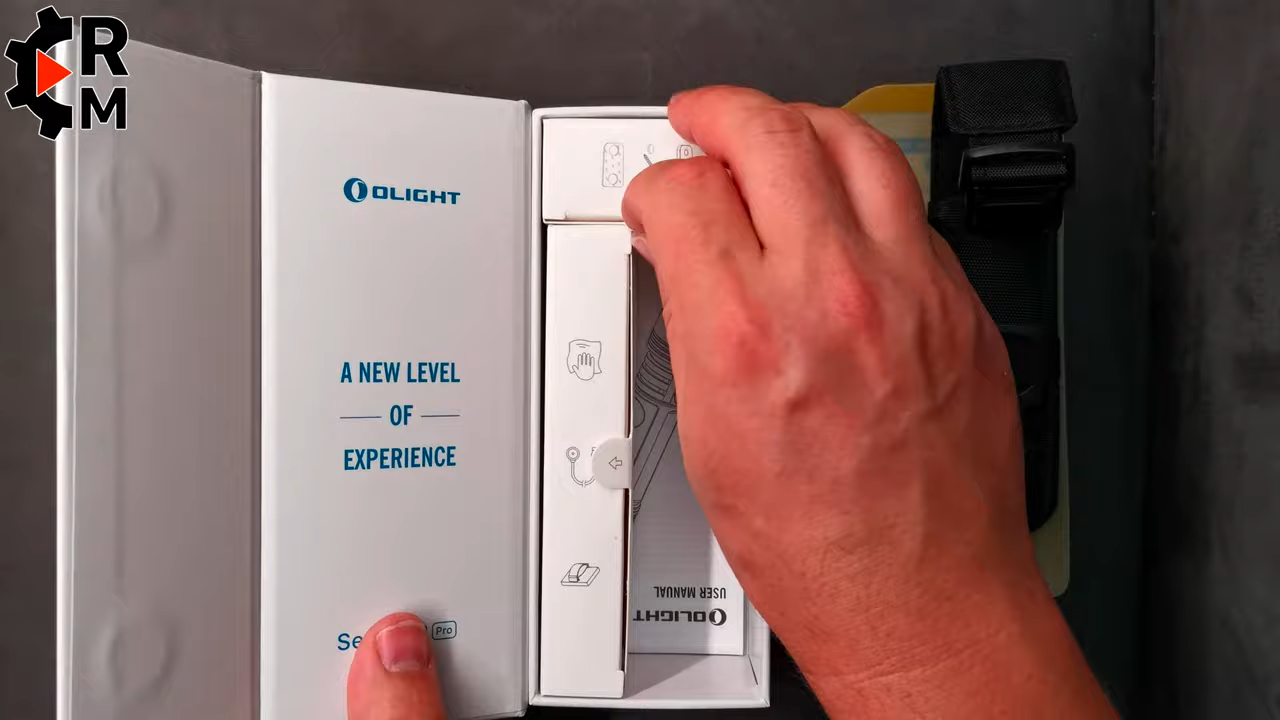 R
M
OLIGHT
A NEW LEVEL
OF
EXPERIENCE
Pro
USER MANUAL
OLIGHT